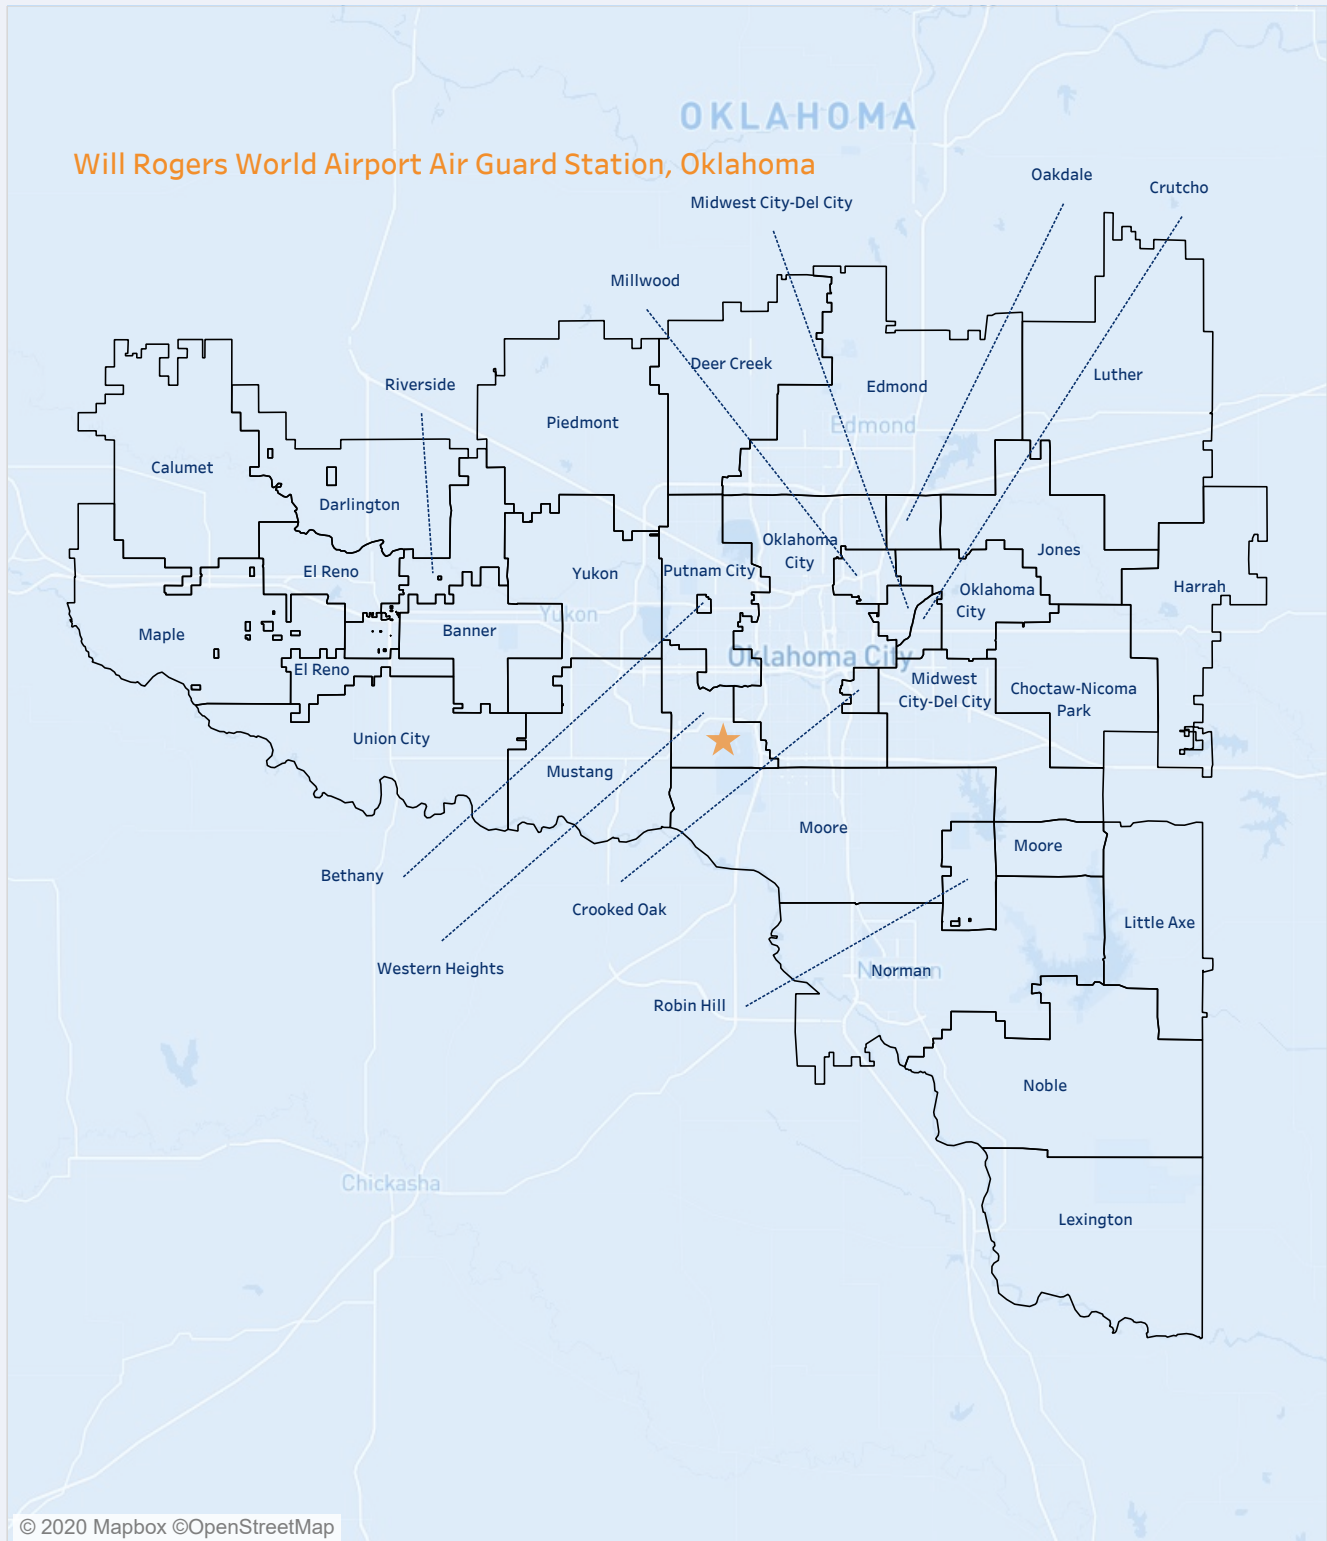 OKLAHOMA
Will Rogers World Airport Air Guard Station, Oklahoma
Oakdale
Crutcho
Midwest City-Del City
Millwood
Deer Creek
Luther
Riverside
Edmond
Piedmont
Edmond
Calumet
Darlington
Oklahoma
City
Jones
El Reno
Yukon
Putnam City
Oklahoma
City
Harrah
Yukon
Maple
Banner
Oklahoma City
El Reno
Midwest
City-Del City
Choctaw-Nicoma
Park
Union City
Mustang
Moore
Moore
Bethany
Crooked Oak
Little Axe
Western Heights
Norman
Norman
Robin Hill
Noble
Chickasha
Lexington
© 2020 Mapbox ©OpenStreetMap